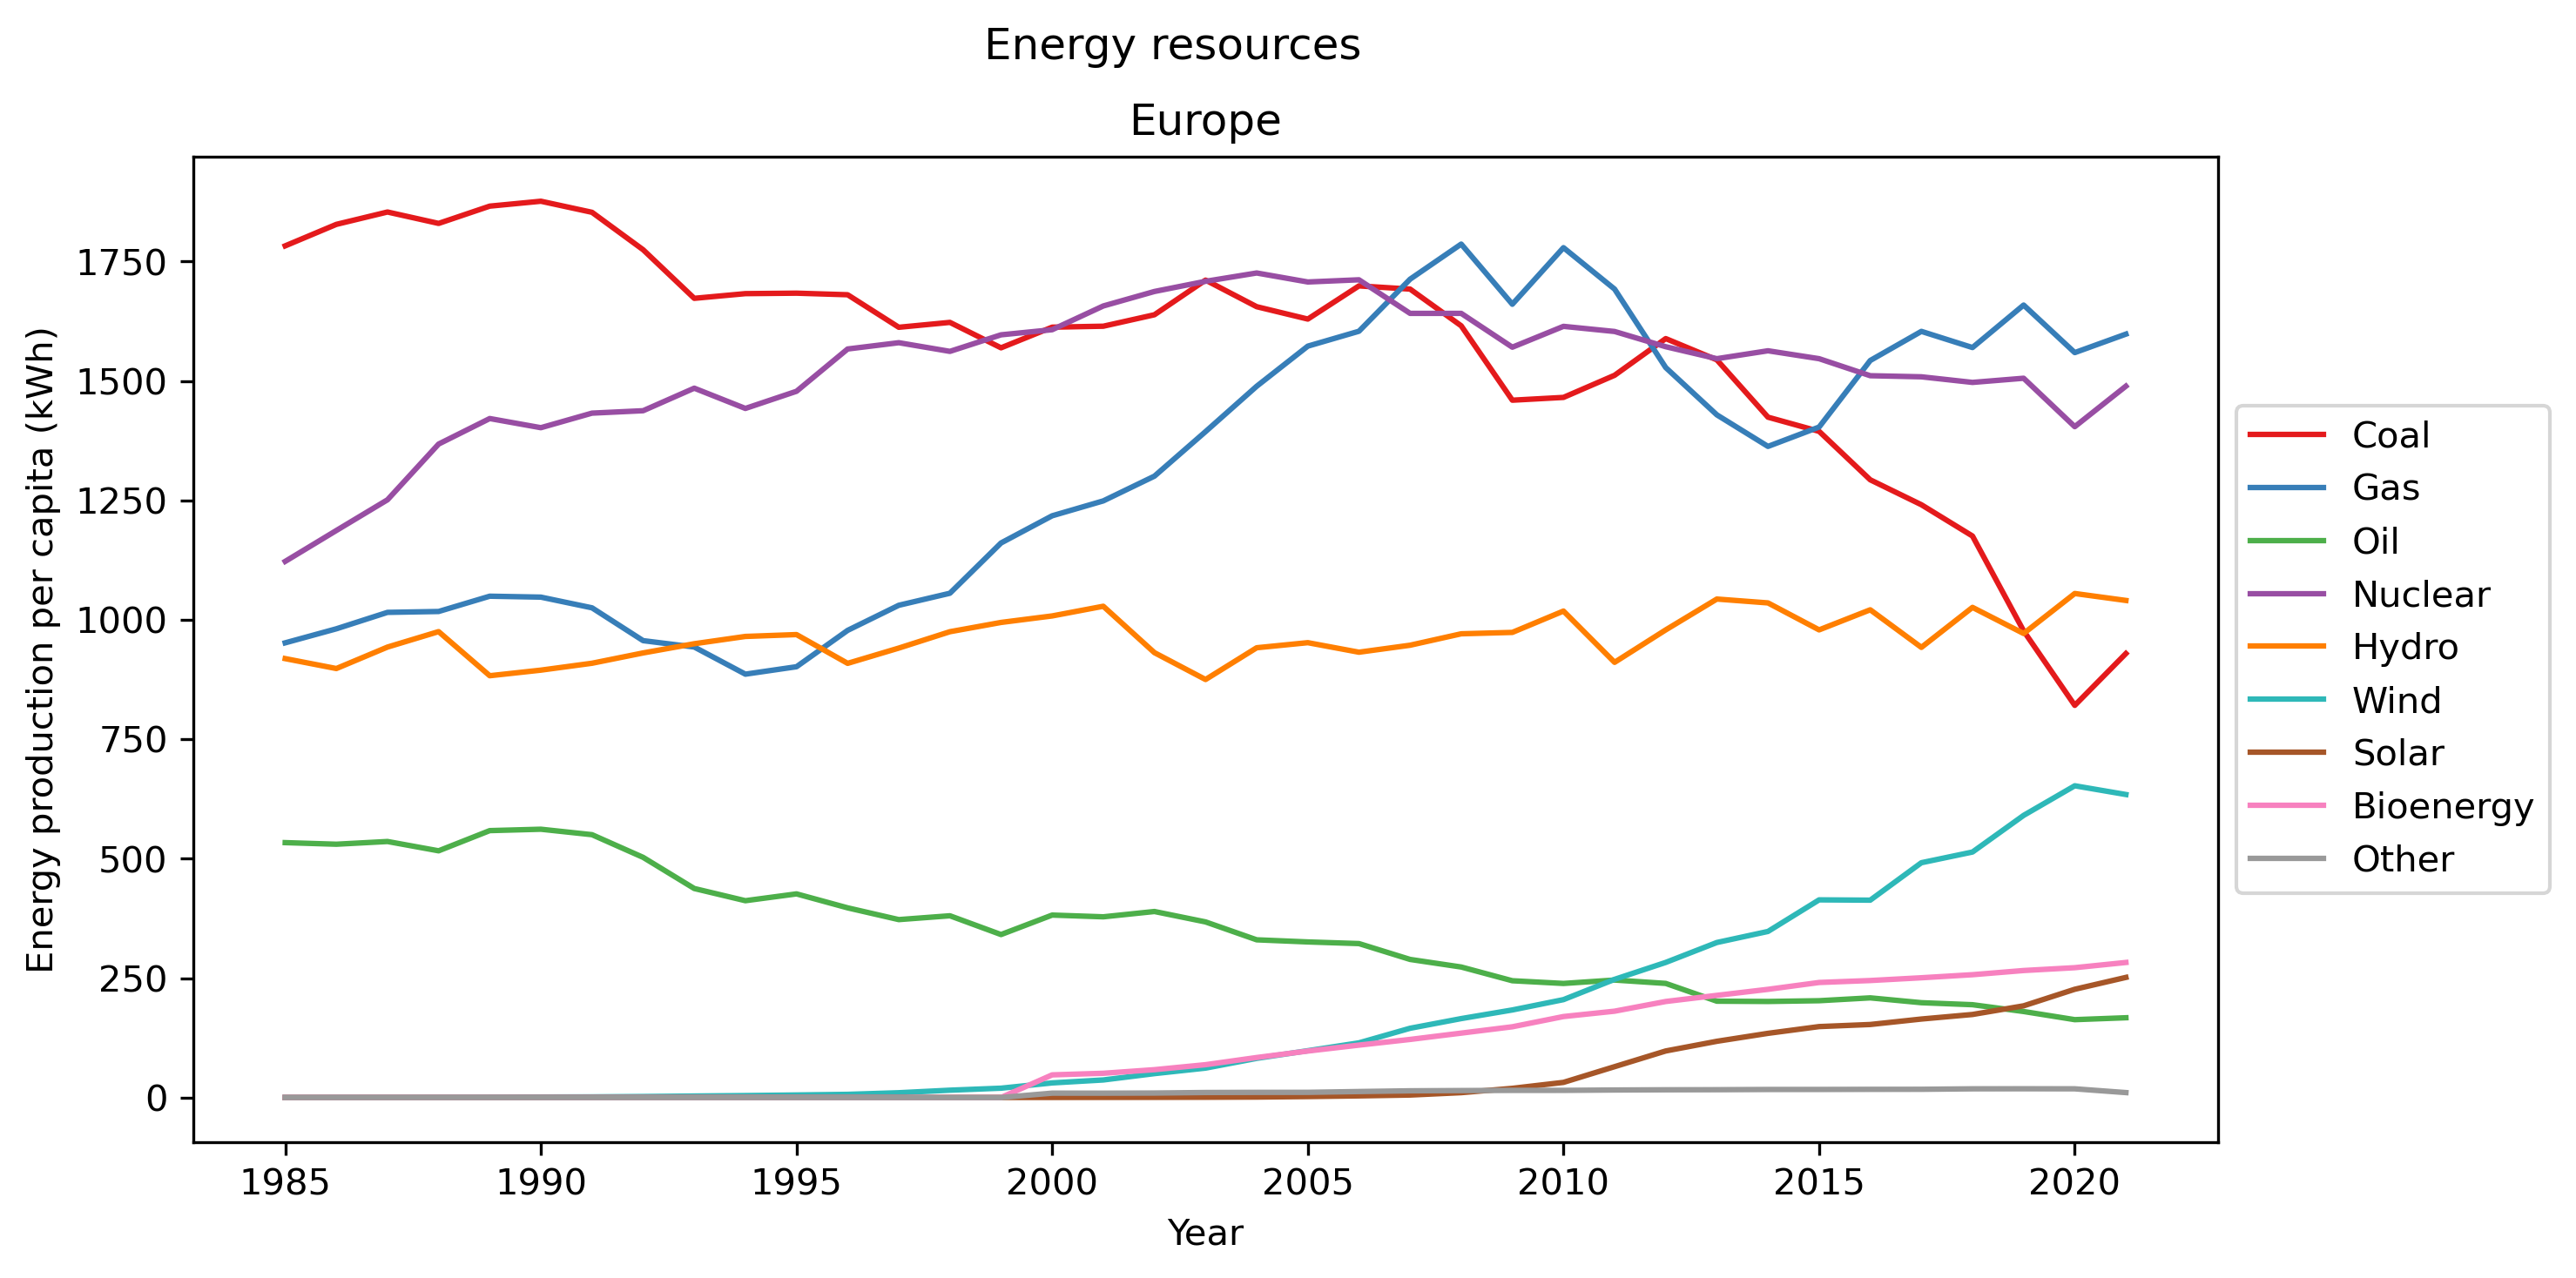 Energy resources
Europe
Energy production per capita (kWh)
1750
1500
1250
1000
750
500
250
0
1985 1990 1995 2000 2005 2010 2015 2020
Year
Coal
Gas
Oil
Nuclear
Hydro
Wind
Solar
Bioenergy
Other